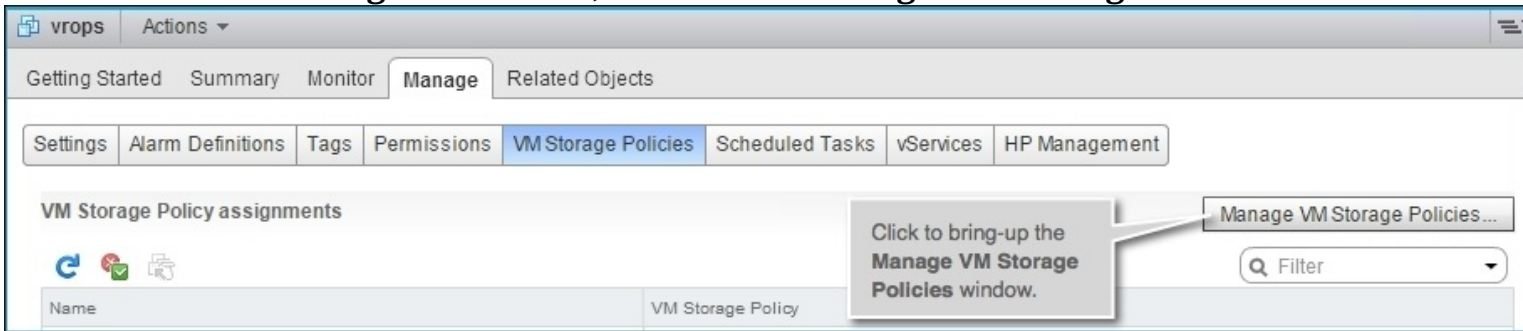 vrops Actions
Getting Started Summary Monitor Manage Related Objects
Settings Alarm Definitions Tags Permissions VM Storage Policies Scheduled Tasks vServices HP Management
VM Storage Policy assignments
Manage VM Storage Policies...
Click to bring-up the
Manage VM Storage
Policies window.
Filter
Name VM Storage Policy